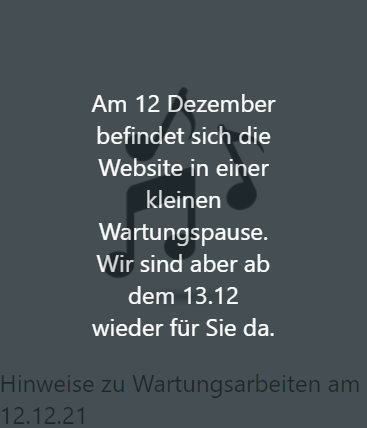 Am 12 Dezember
befindet sich die
Website in einer
kleinen
Wartungspause.
Wir sind aber ab
dem 13.12
wieder für Sie da.
Hinweise zu Wartungsarbeiten am
12.12.21